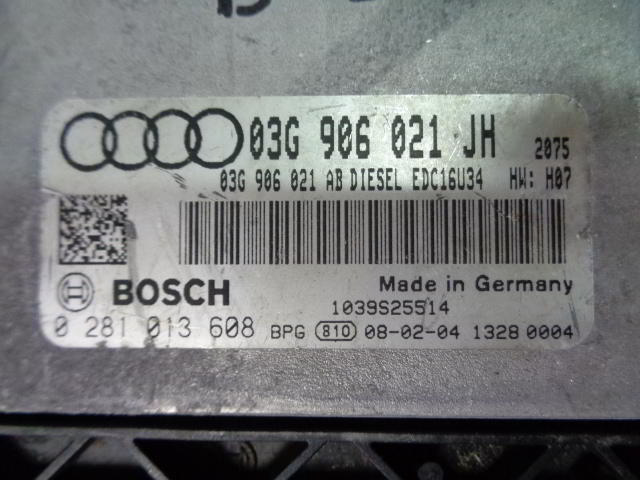 03G 906 021 JH 2075
03G 906 021 AB DIESEL EDC16U34 HW: H07
BOSCH Made in Germany
1039S25514
0 281 013 608 BPG 810 08-02-04 1328 0004